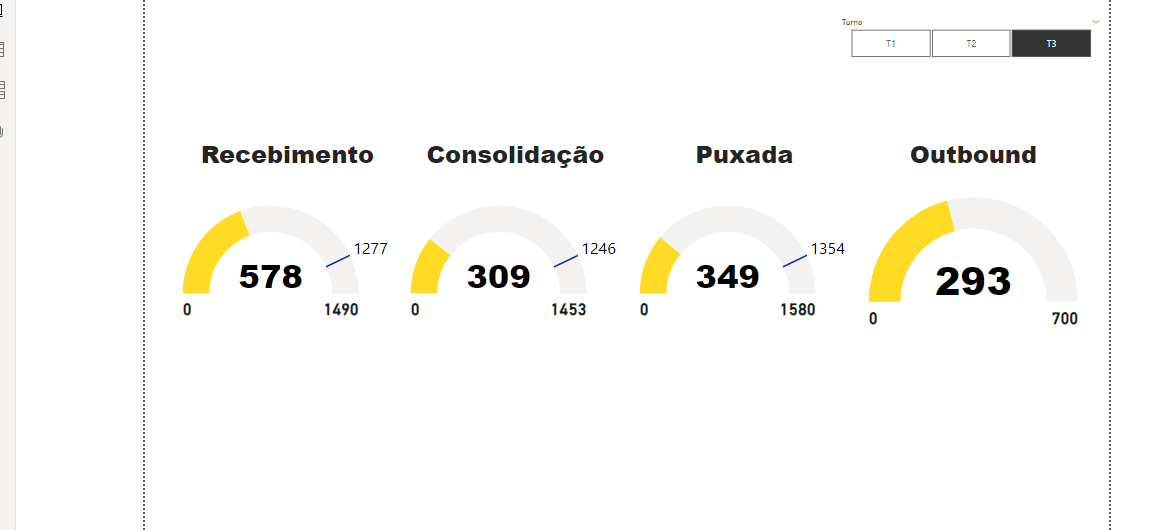 Turno
T1 T2 T3
Recebimento Consolidação Puxada Outbound
1277 1246 1354
578 309 349 293
0 1490 0 1453 0 1580 0 700